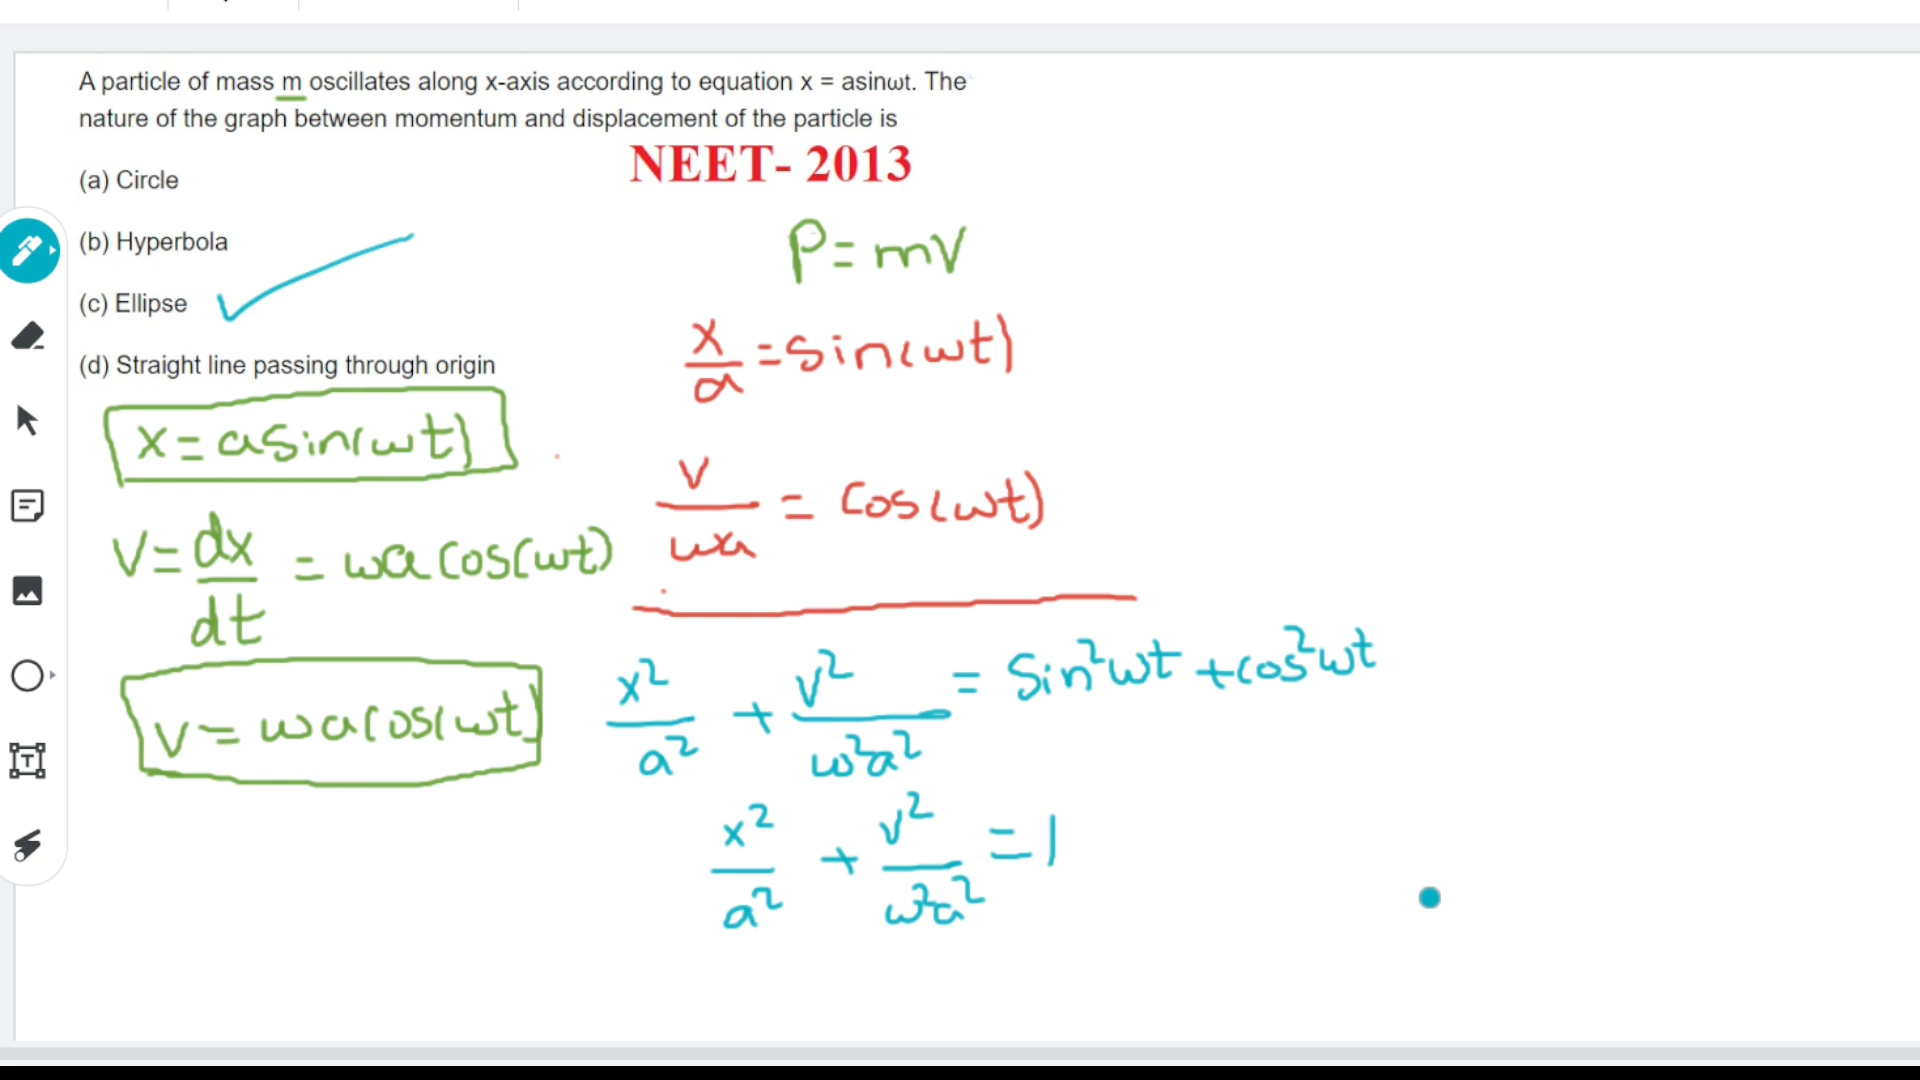 A particle of mass m oscillates along x-axis according to equation x = asinωt. The
nature of the graph between momentum and displacement of the particle is
NEET- 2013
(a) Circle
(b) Hyperbola
(c) Ellipse
(d) Straight line passing through origin
x = asin(ωt)
v = dx/dt = ωa cos(ωt)
v = ωa cos(ωt)
P = mv
x/a = sin(ωt)
v/ωa = cos(ωt)
x²/a² + v²/ω²a² = sin²ωt + cos²ωt
x²/a² + v²/ω²a² = 1